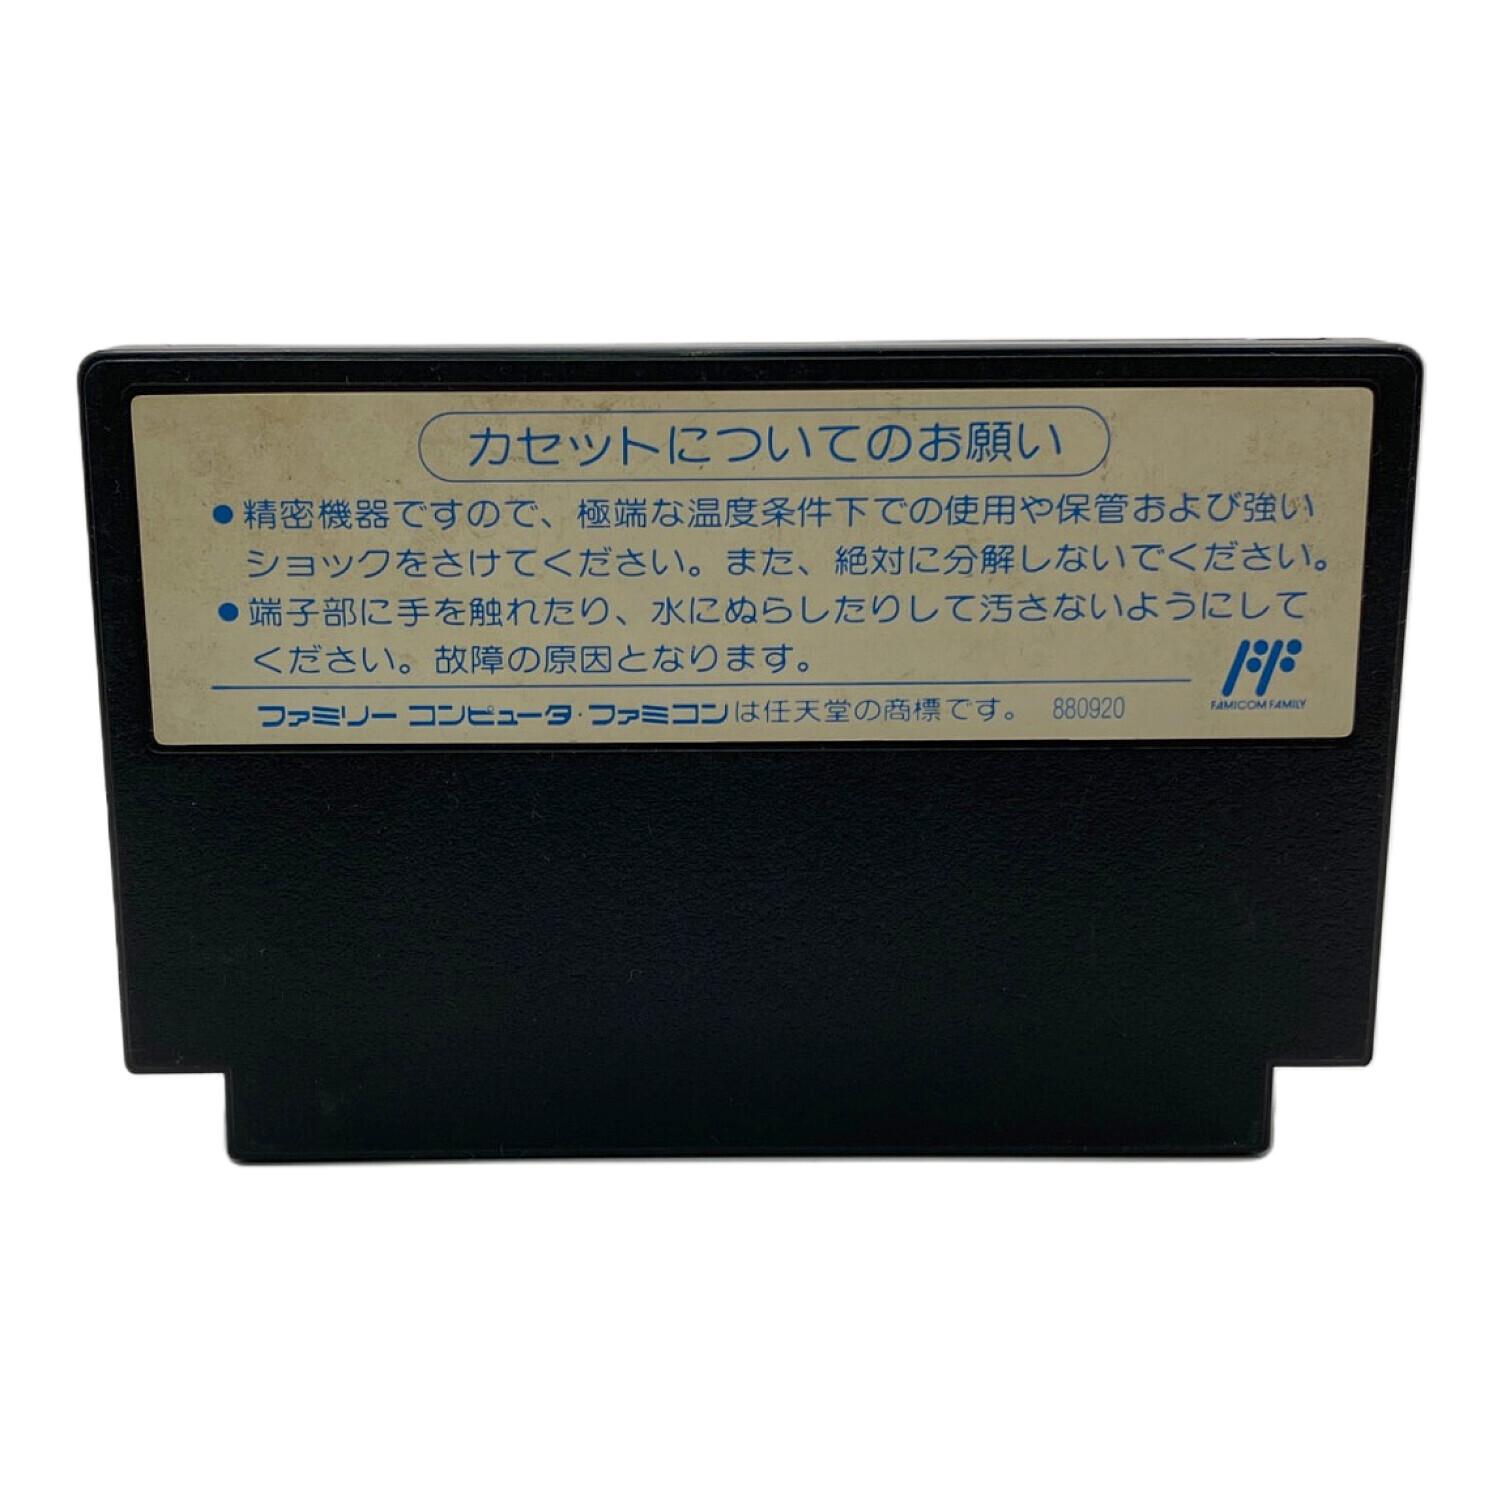 カセットについてのお願い
●精密機器ですので、極端な温度条件下での使用や保管および強い
ショックをさけてください。また、絶対に分解しないでください。
●端子部に手を触れたり、水にぬらしたりして汚さないようにして
ください。故障の原因となります。
FF
FAMICOM FAMILY
ファミリーコンピュータ・ファミコンは任天堂の商標です。 880920